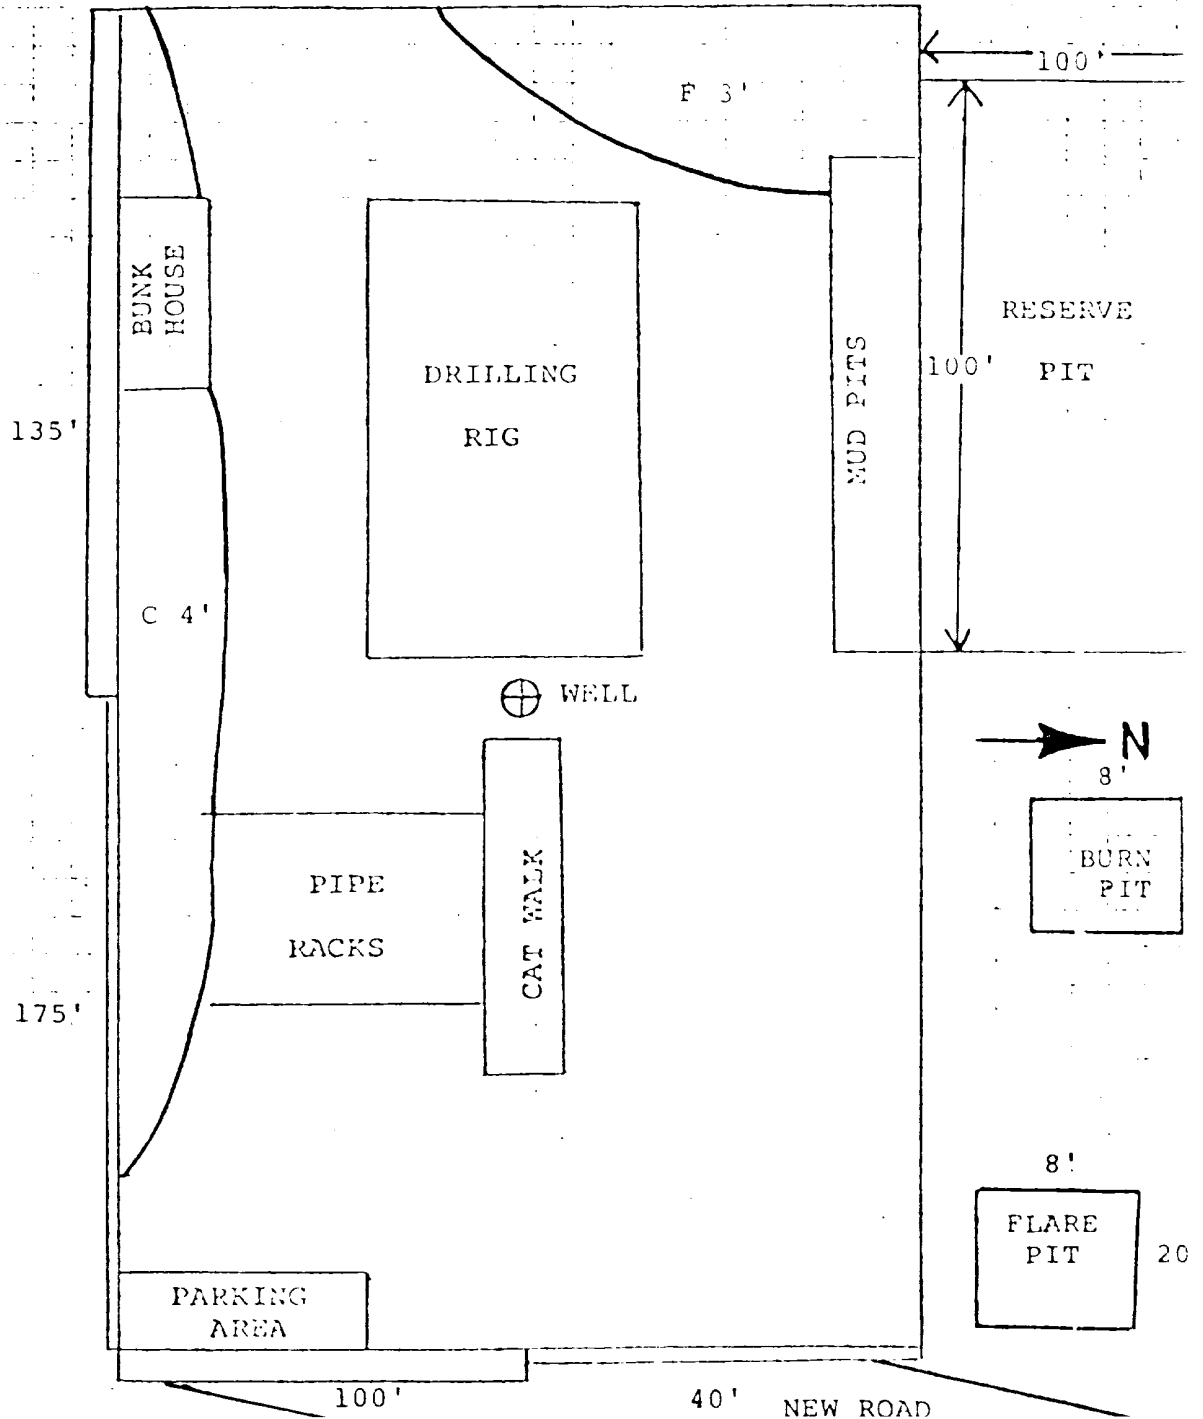 100'
F 3'
BUNK
HOUSE
RESERVE
PIT
100'
DRILLING
RIG
MUD PITS
135'
C 4'
WELL
N
8'
BURN
PIT
PIPE
RACKS
CAT WALK
175'
8'
FLARE
PIT
20
PARKING
AREA
100'
40'
NEW ROAD